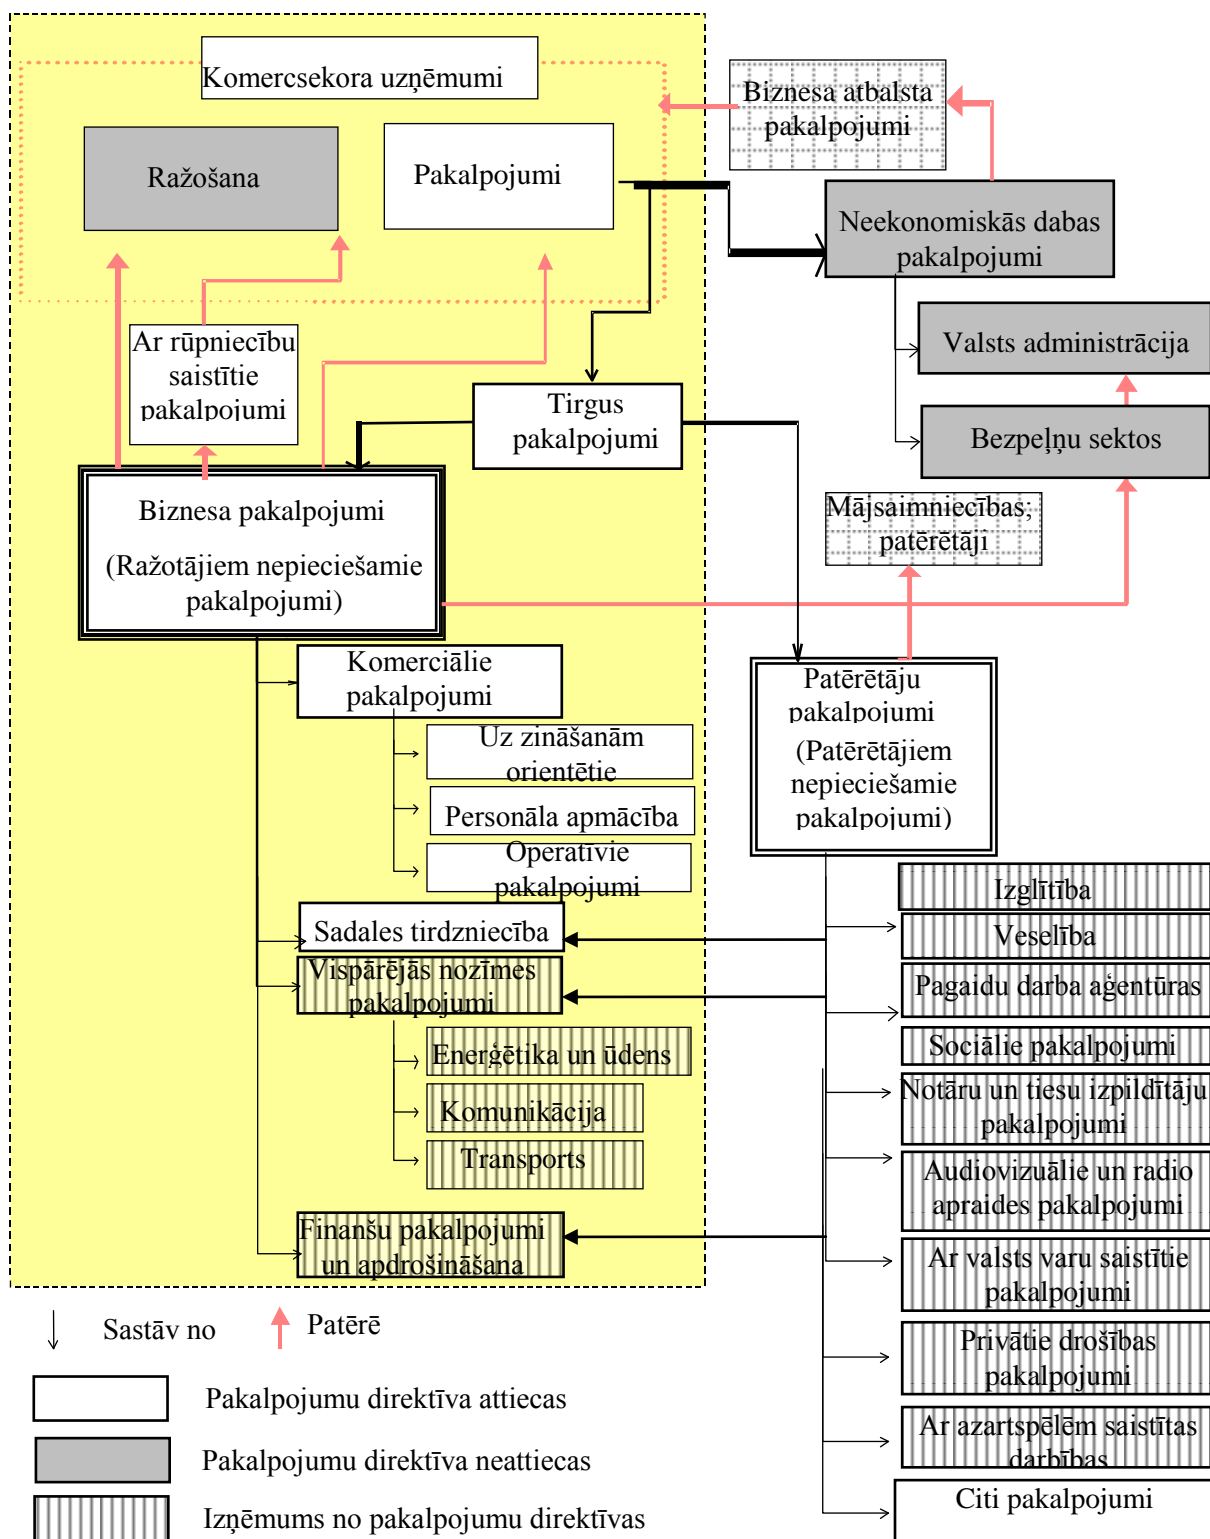 Komercsekora uzņēmumi
Biznesa atbalsta
pakalpojumi
Ražošana
Pakalpojumi
Neekonomiskās dabas
pakalpojumi
Ar rūpniecību
saistītie
pakalpojumi
Valsts administrācija
Tirgus
pakalpojumi
Bezpeļņu sektos
Biznesa pakalpojumi
(Ražotājiem nepieciešamie
pakalpojumi)
Mājsaimniecības;
patērētāji
Komerciālie
pakalpojumi
Patērētāju
pakalpojumi
(Patērētājiem
nepieciešamie
pakalpojumi)
Uz zināšanām
orientētie
Personāla apmācība
Operatīvie
pakalpojumi
Sadales tirdzniecība
Vispārējās nozīmes
pakalpojumi
Enerģētika un ūdens
Komunikācija
Transports
Finanšu pakalpojumi
un apdrošināšana
Izglītība
Veselība
Pagaidu darba aģentūras
Sociālie pakalpojumi
Notāru un tiesu izpildītāju
pakalpojumi
Audiovizuālie un radio
apraides pakalpojumi
Ar valsts varu saistītie
pakalpojumi
Privātie drošības
pakalpojumi
Ar azartspēlēm saistītas
darbības
Citi pakalpojumi
Sastāv no
Patērē
Pakalpojumu direktīva attiecas
Pakalpojumu direktīva neattiecas
Izņēmums no pakalpojumu direktīvas